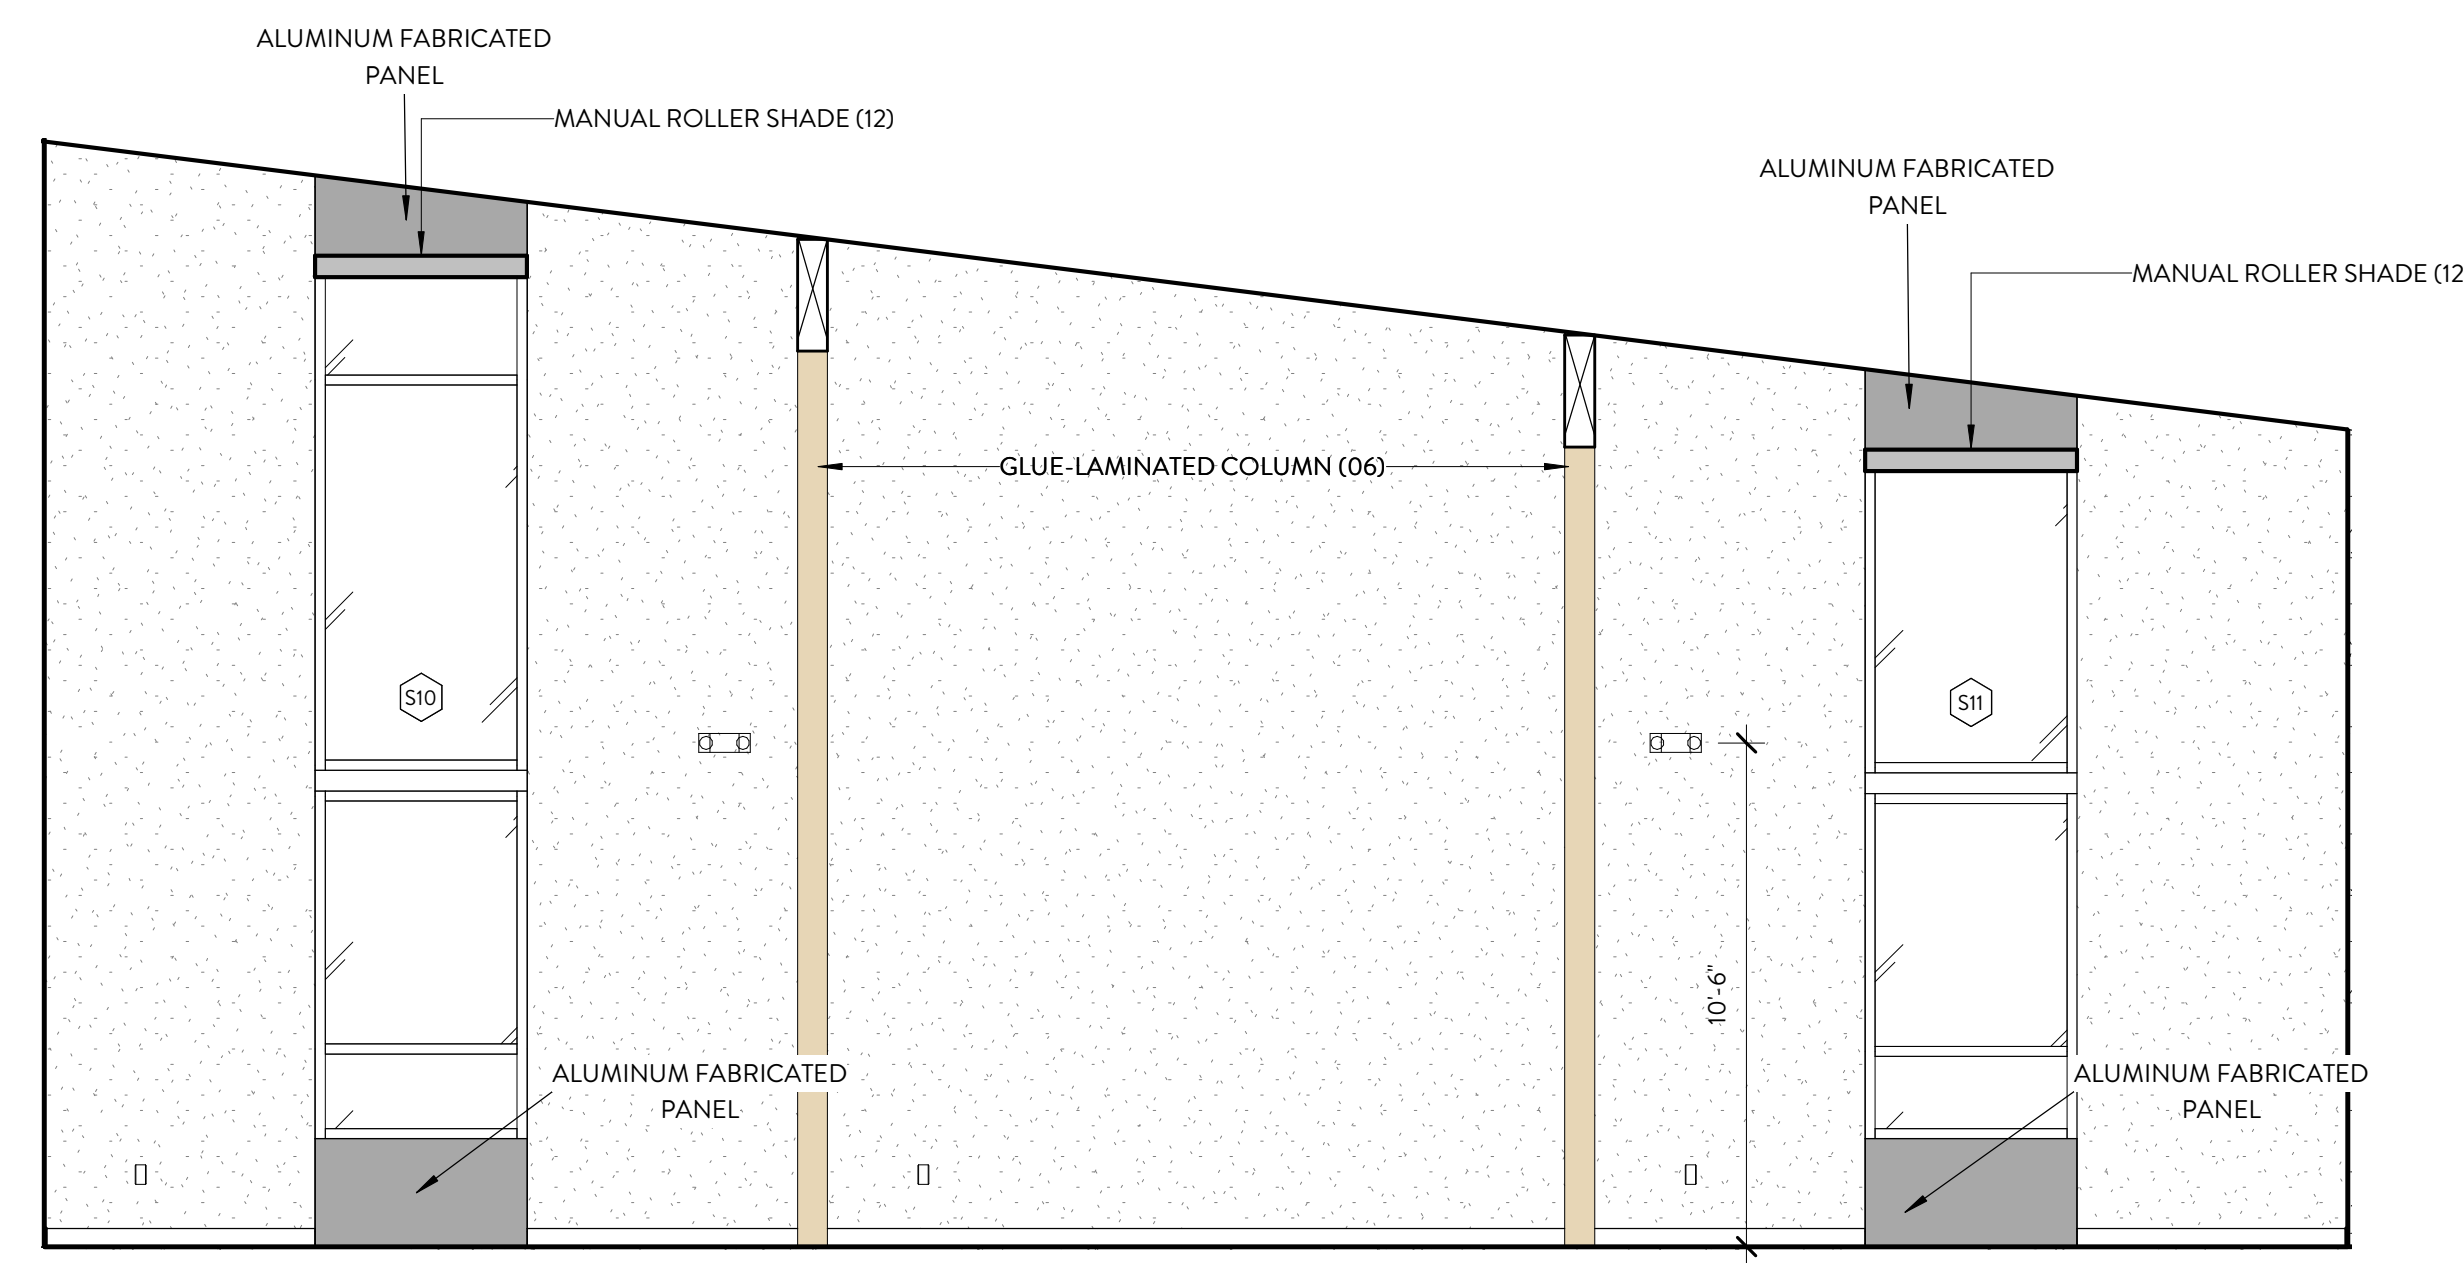 ALUMINUM FABRICATED
PANEL
MANUAL ROLLER SHADE (12)
ALUMINUM FABRICATED
PANEL
MANUAL ROLLER SHADE (12
GLUE-LAMINATED COLUMN (06)
S10
S11
10'-6"
ALUMINUM FABRICATED
PANEL
ALUMINUM FABRICATED
PANEL